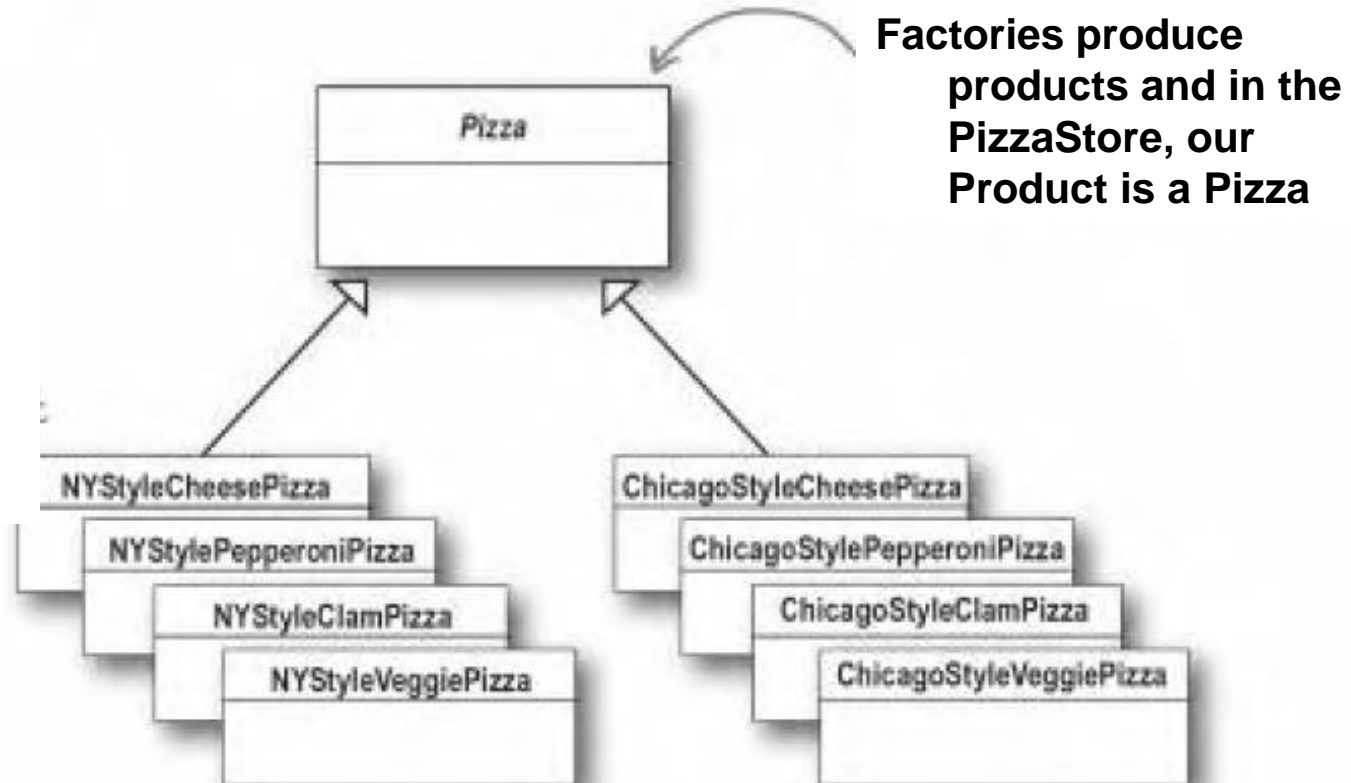 Factories produce
products and in the
PizzaStore, our
Product is a Pizza
Pizza
NYStyleCheesePizza
NYStylePepperoniPizza
NYStyleClamPizza
NYStyleVeggiePizza
ChicagoStyleCheesePizza
ChicagoStylePepperoniPizza
ChicagoStyleClamPizza
ChicagoStyleVeggiePizza